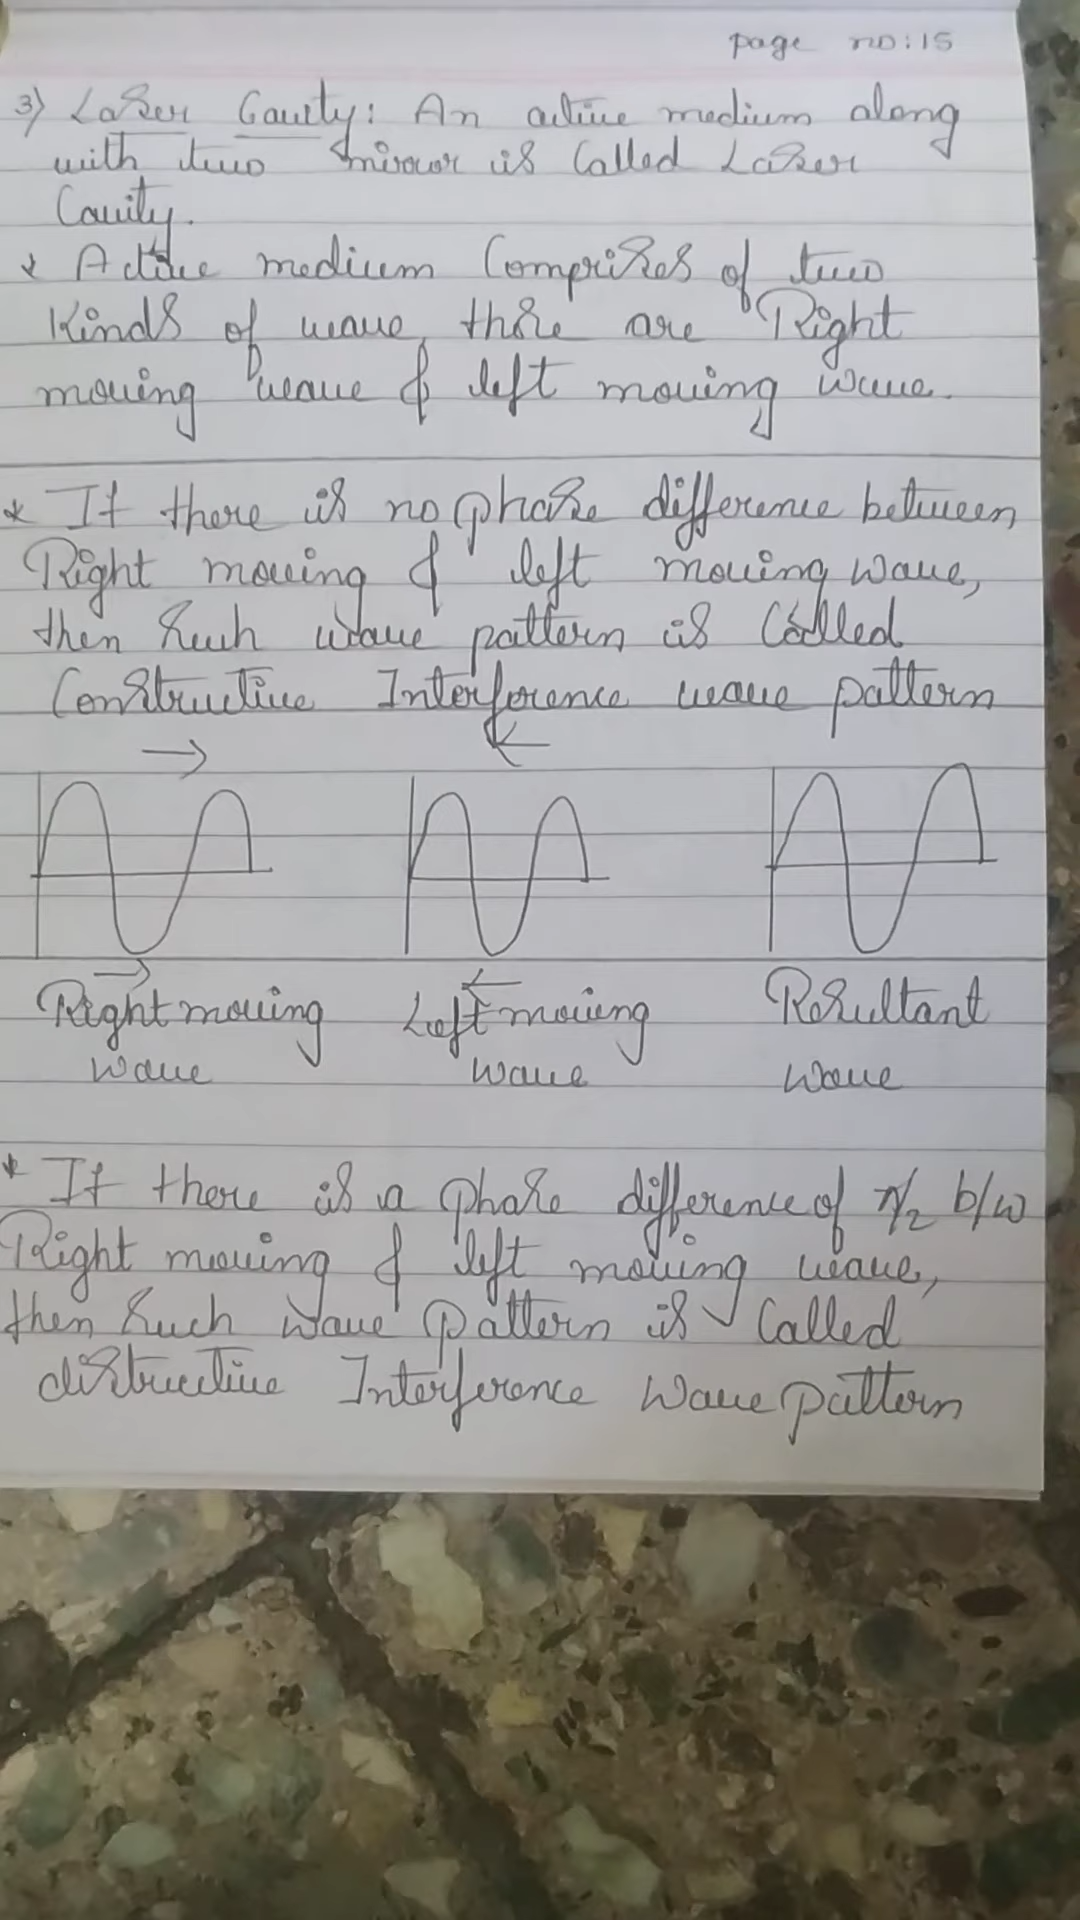 page no:15
3) Laser Cavity: An active medium along
with two mirror is Called Laser
Cavity.
* Active medium Comprises of two
Kinds of wave, there are Right
moving wave & left moving wave.
* If there is no phase difference between
Right moving & left moving wave,
then such wave pattern is Called
Constructive Interference wave pattern
→ ←
→ ←
Right moving Left moving Resultant
wave wave wave
* If there is a phase difference of π/2 b/w
Right moving & left moving wave,
then such wave pattern is Called
distructive Interference Wave pattern